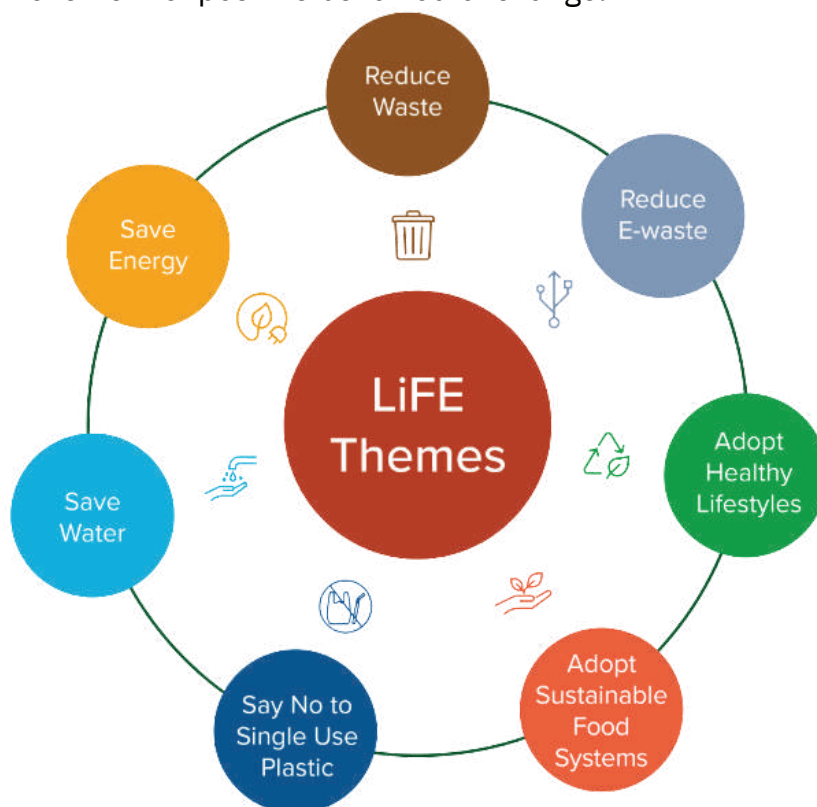 Reduce
Waste
Reduce
E-waste
Adopt
Healthy
Lifestyles
Adopt
Sustainable
Food
Systems
Say No to
Single Use
Plastic
Save
Water
Save
Energy
LiFE
Themes